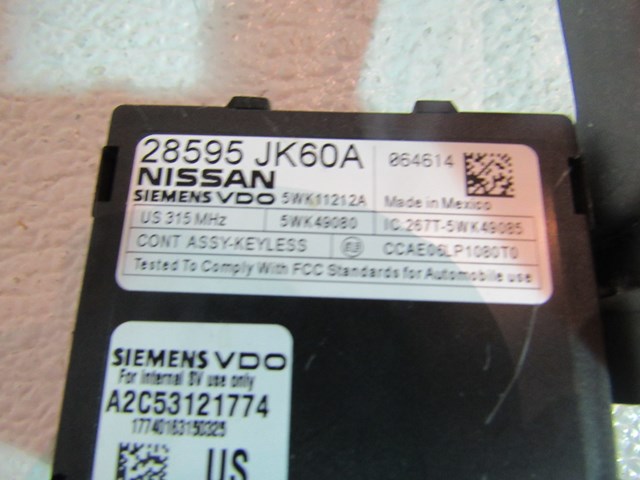 28595 JK60A 064614
NISSAN
SIEMENS VDO 5WK11212A Made in Mexico
US 315 MHz 5WK49080 IC 267T-5WK49085
CONT ASSY-KEYLESS CCAE06LP1080T0
Tested To Comply With FCC Standards for Automobile use
SIEMENS VDO
For Internal SV use only
A2C53121774
17740163150325
US